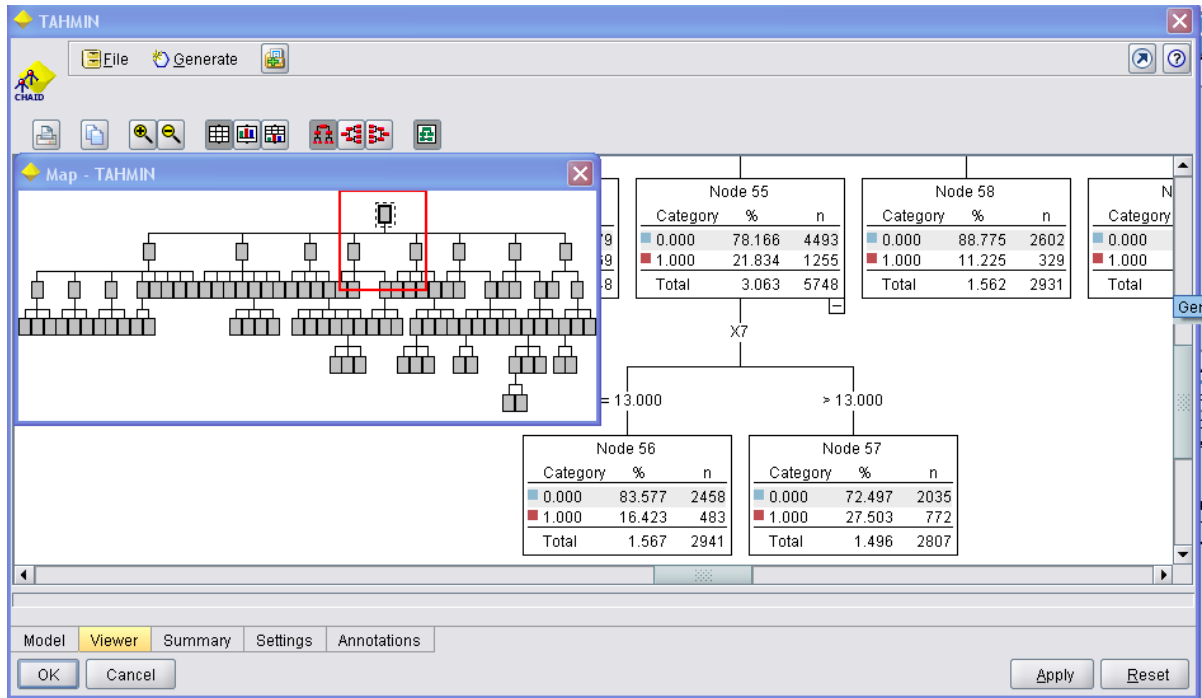 TAHMIN
File Generate
CHAID
Map - TAHMIN
Node 55
Category % n
0.000 78.166 4493
1.000 21.834 1255
Total 3.063 5748
Node 58
Category % n
0.000 88.775 2602
1.000 11.225 329
Total 1.562 2931
N
Category
0.000
1.000
Total
Ger
X7
= 13.000
> 13.000
Node 56
Category % n
0.000 83.577 2458
1.000 16.423 483
Total 1.567 2941
Node 57
Category % n
0.000 72.497 2035
1.000 27.503 772
Total 1.496 2807
Model Viewer Summary Settings Annotations
OK Cancel Apply Reset